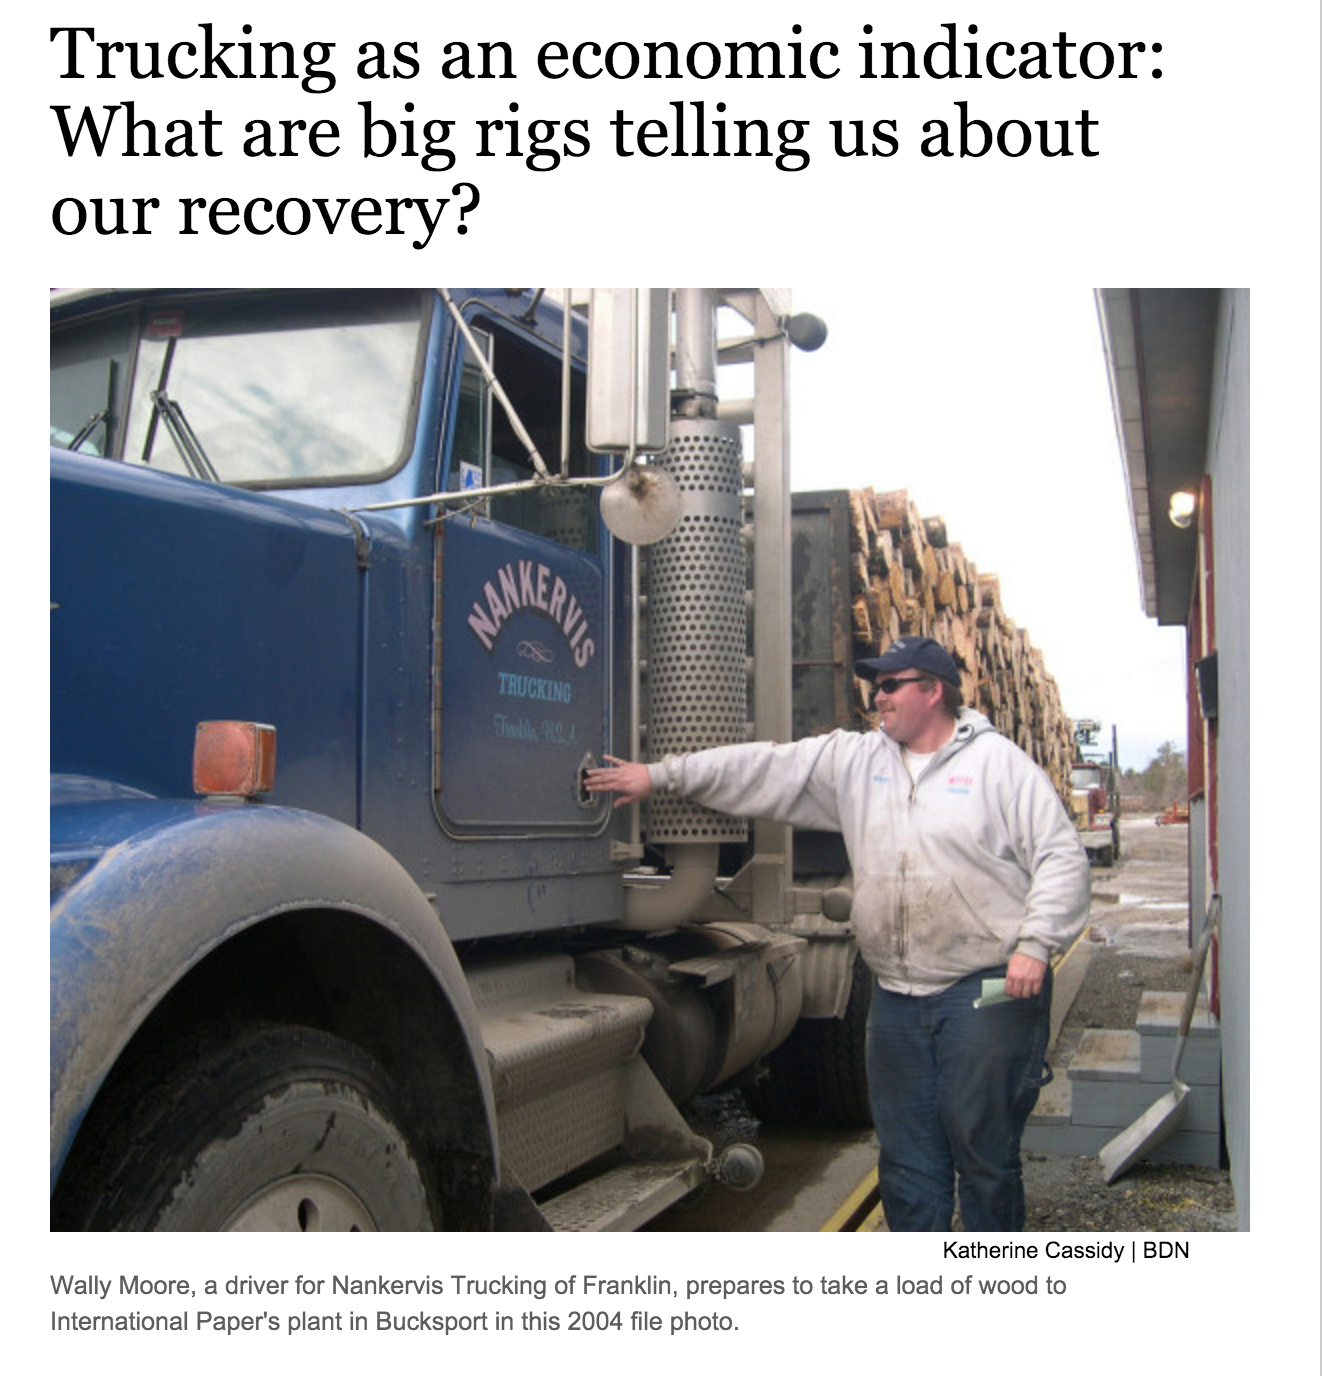 Trucking as an economic indicator:
What are big rigs telling us about
our recovery?
NANKERVIS
TRUCKING
Franklin, U.S.A.
Katherine Cassidy | BDN
Wally Moore, a driver for Nankervis Trucking of Franklin, prepares to take a load of wood to
International Paper's plant in Bucksport in this 2004 file photo.